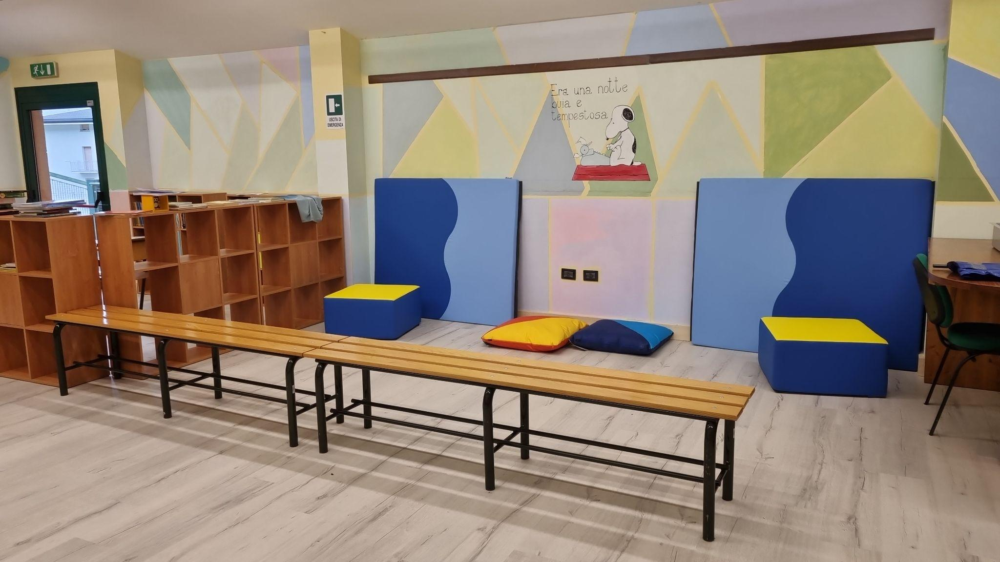 Era una notte
buia e
tempestosa
USCITA DI
EMERGENZA